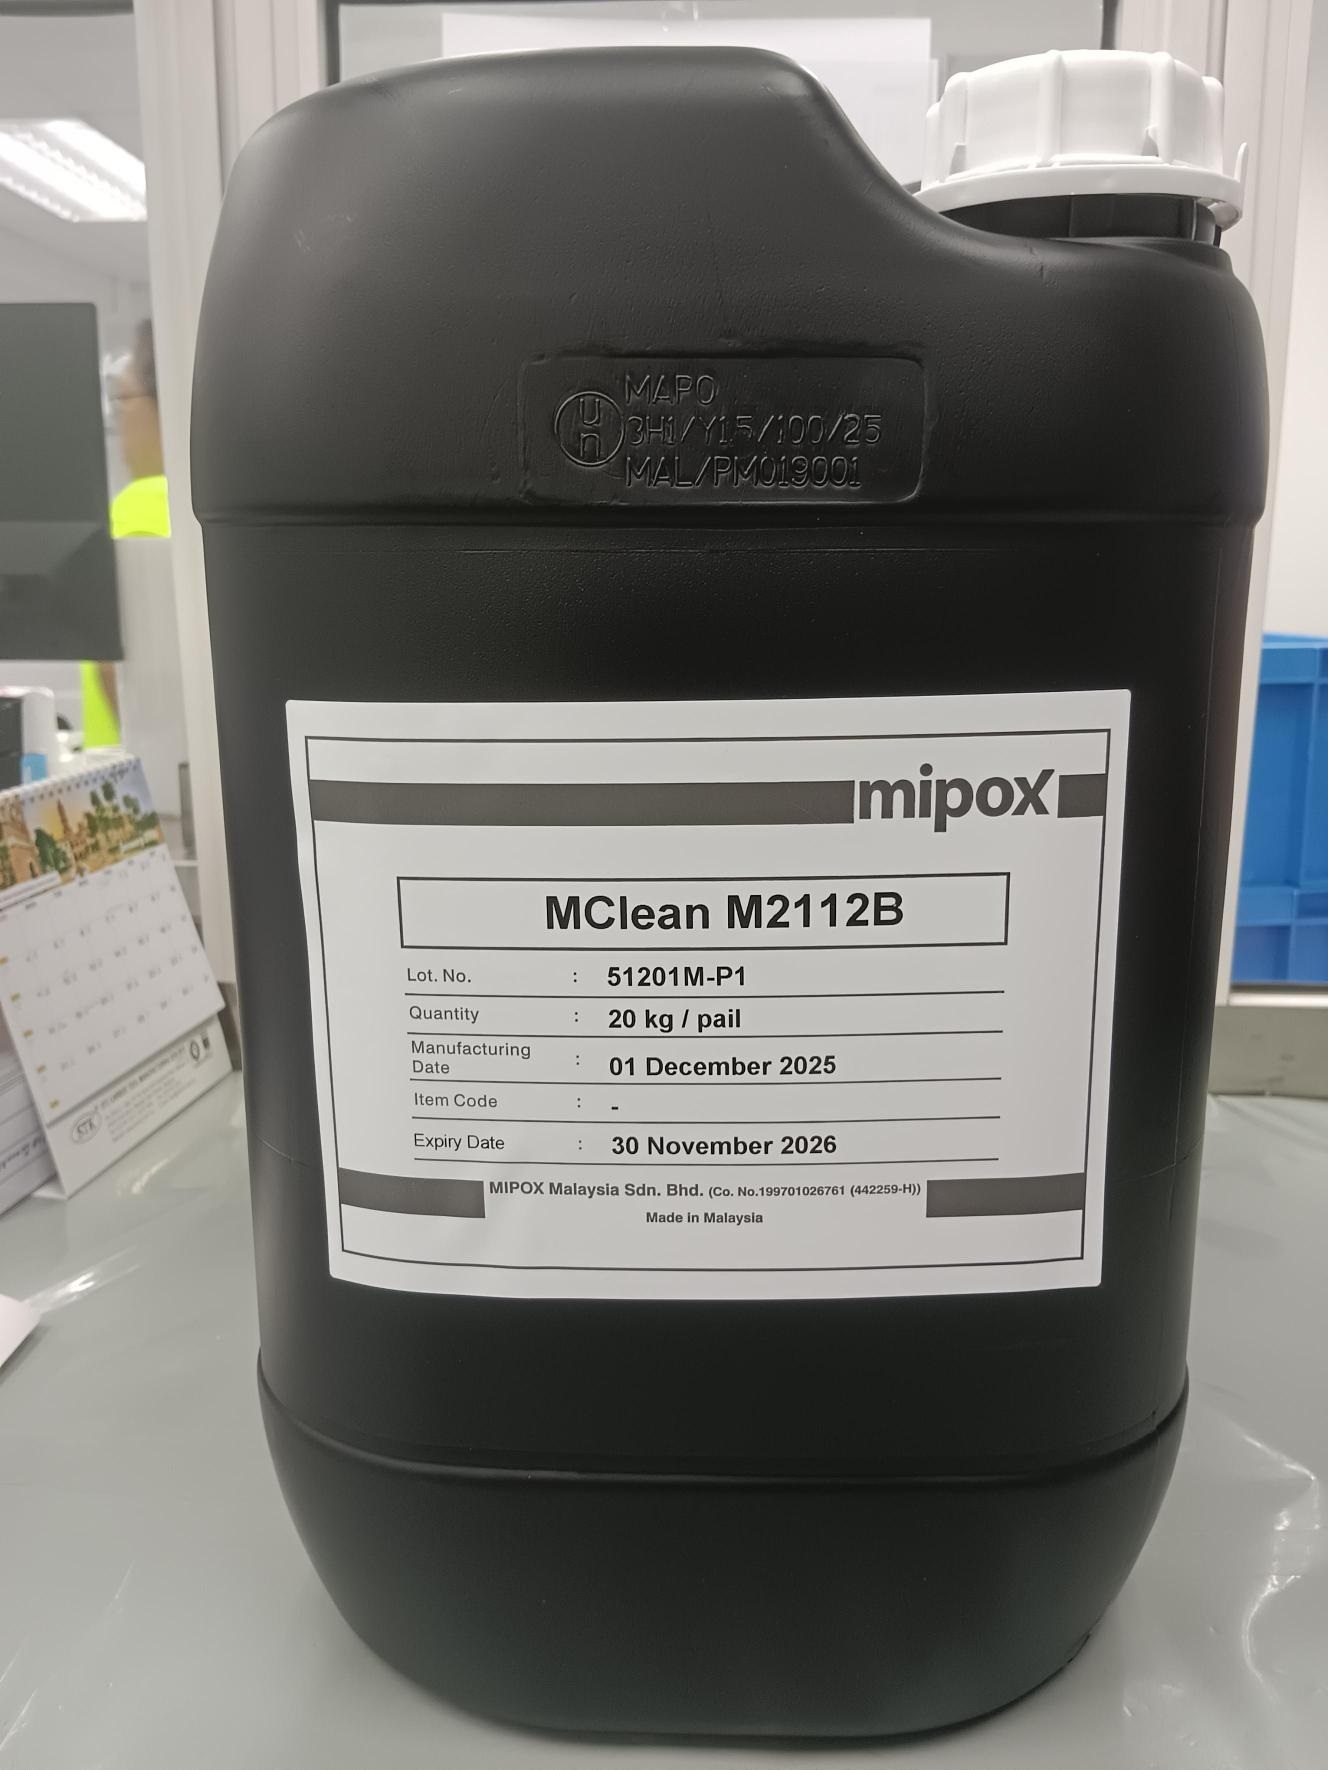 MAPO
un
3H1/Y1.5/100/25
MAL/PM019001
mipox
MClean M2112B
Lot. No. : 51201M-P1
Quantity : 20 kg / pail
Manufacturing
Date : 01 December 2025
Item Code : -
Expiry Date : 30 November 2026
MIPOX Malaysia Sdn. Bhd. (Co. No.199701026761 (442259-H))
Made in Malaysia
STK